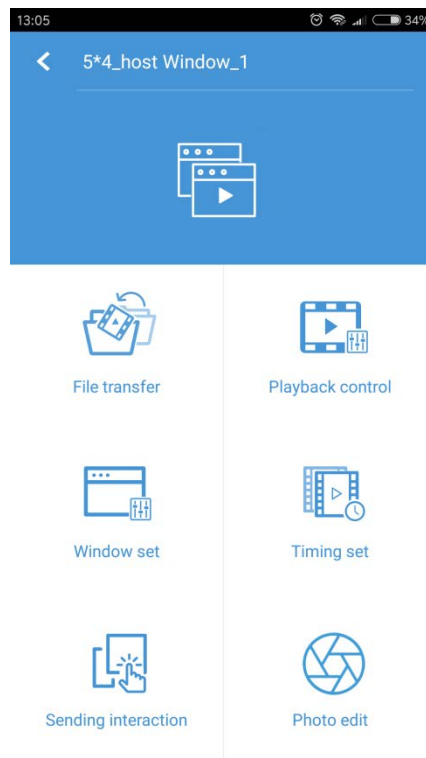 13:05 34%
5*4_host Window_1
File transfer Playback control
Window set Timing set
Sending interaction Photo edit